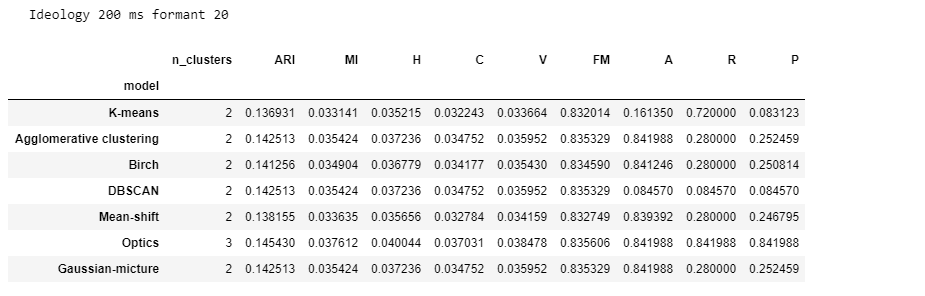 Ideology 200 ms formant 20
n_clusters ARI MI H C V FM A R P
model
K-means 2 0.136931 0.033141 0.035215 0.032243 0.033664 0.832014 0.161350 0.720000 0.083123
Agglomerative clustering 2 0.142513 0.035424 0.037236 0.034752 0.035952 0.835329 0.841988 0.280000 0.252459
Birch 2 0.141256 0.034904 0.036779 0.034177 0.035430 0.834590 0.841246 0.280000 0.250814
DBSCAN 2 0.142513 0.035424 0.037236 0.034752 0.035952 0.835329 0.084570 0.084570 0.084570
Mean-shift 2 0.138155 0.033635 0.035656 0.032784 0.034159 0.832749 0.839392 0.280000 0.246795
Optics 3 0.145430 0.037612 0.040044 0.037031 0.038478 0.835606 0.841988 0.841988 0.841988
Gaussian-micture 2 0.142513 0.035424 0.037236 0.034752 0.035952 0.835329 0.841988 0.280000 0.252459